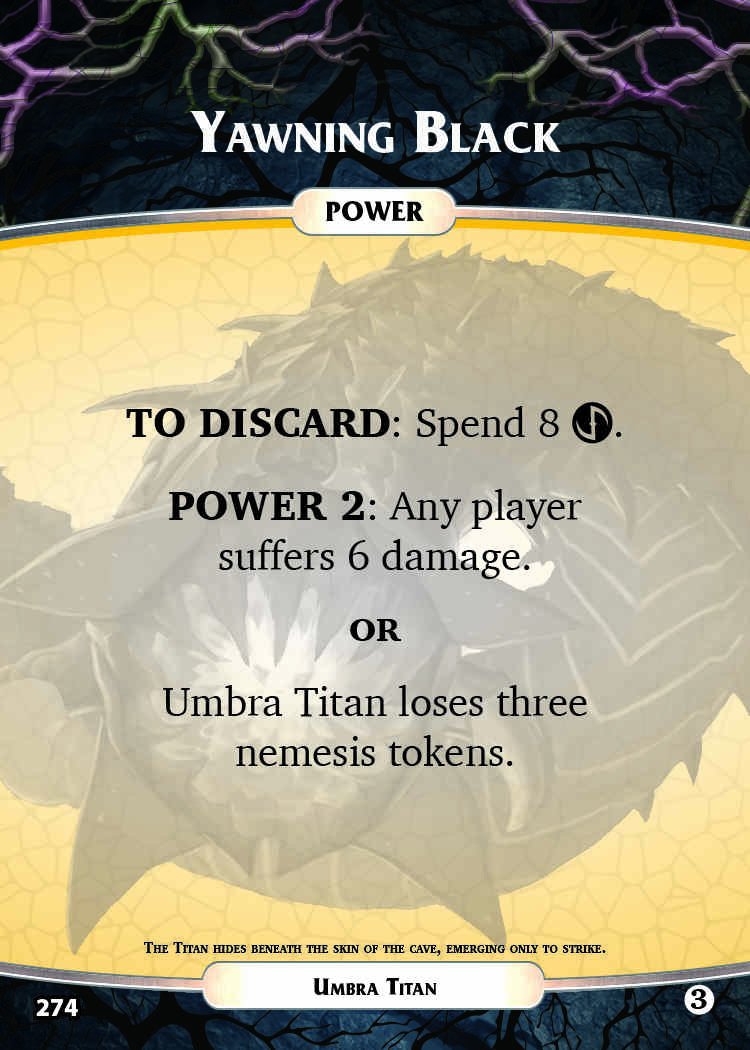 Yawning Black
POWER
TO DISCARD: Spend 8 .
POWER 2: Any player
suffers 6 damage.
OR
Umbra Titan loses three
nemesis tokens.
The Titan hides beneath the skin of the cave, emerging only to strike.
Umbra Titan
274
3